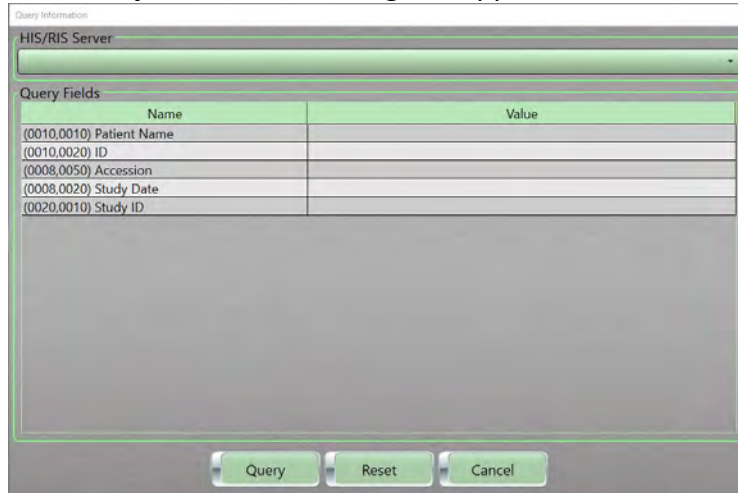 Query Information
HIS/RIS Server
Query Fields
Name Value
(0010,0010) Patient Name
(0010,0020) ID
(0008,0050) Accession
(0008,0020) Study Date
(0020,0010) Study ID
Query Reset Cancel